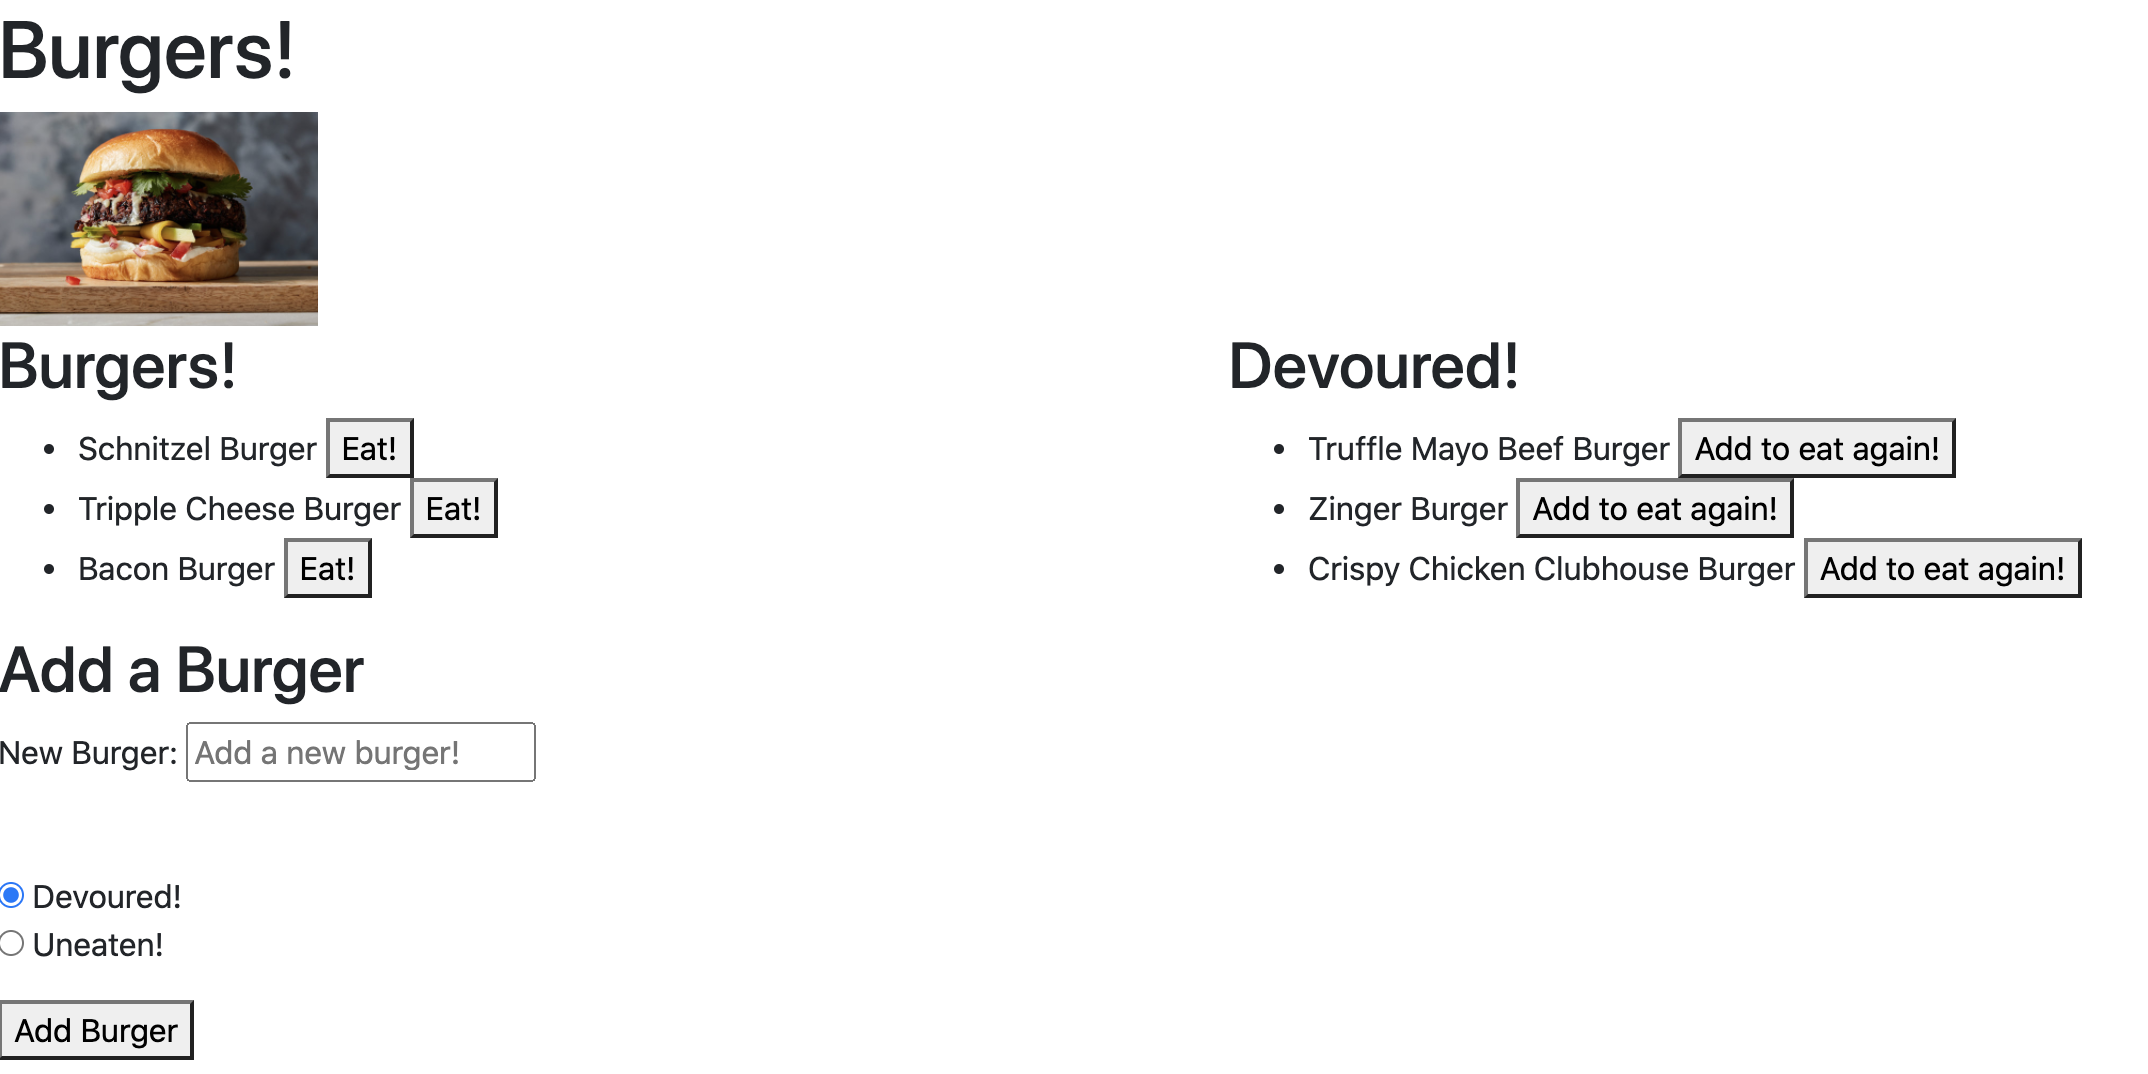 Burgers!
Burgers!
Schnitzel Burger Eat!
Tripple Cheese Burger Eat!
Bacon Burger Eat!
Devoured!
Truffle Mayo Beef Burger Add to eat again!
Zinger Burger Add to eat again!
Crispy Chicken Clubhouse Burger Add to eat again!
Add a Burger
New Burger: Add a new burger!
Devoured!
Uneaten!
Add Burger